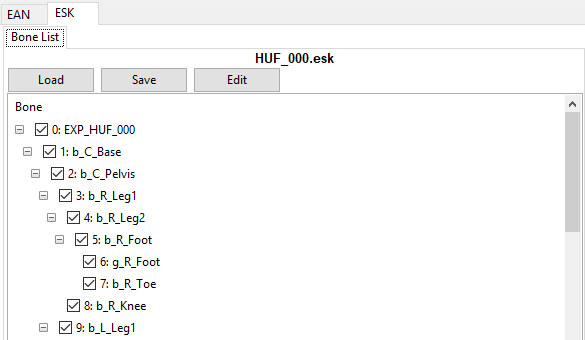 EAN ESK
Bone List
HUF_000.esk
Load Save Edit
Bone
0: EXP_HUF_000
1: b_C_Base
2: b_C_Pelvis
3: b_R_Leg1
4: b_R_Leg2
5: b_R_Foot
6: g_R_Foot
7: b_R_Toe
8: b_R_Knee
9: b_L_Leg1